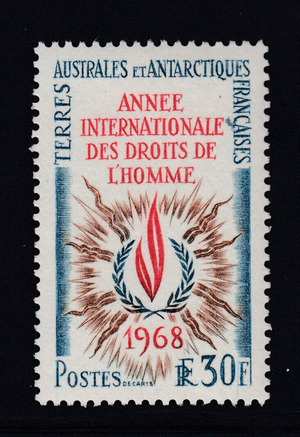 TERRES
AUSTRALES ET ANTARCTIQUES
FRANÇAISES
ANNEE
INTERNATIONALE
DES DROITS DE
L'HOMME
1968
POSTES
DECARIS
RF
30F